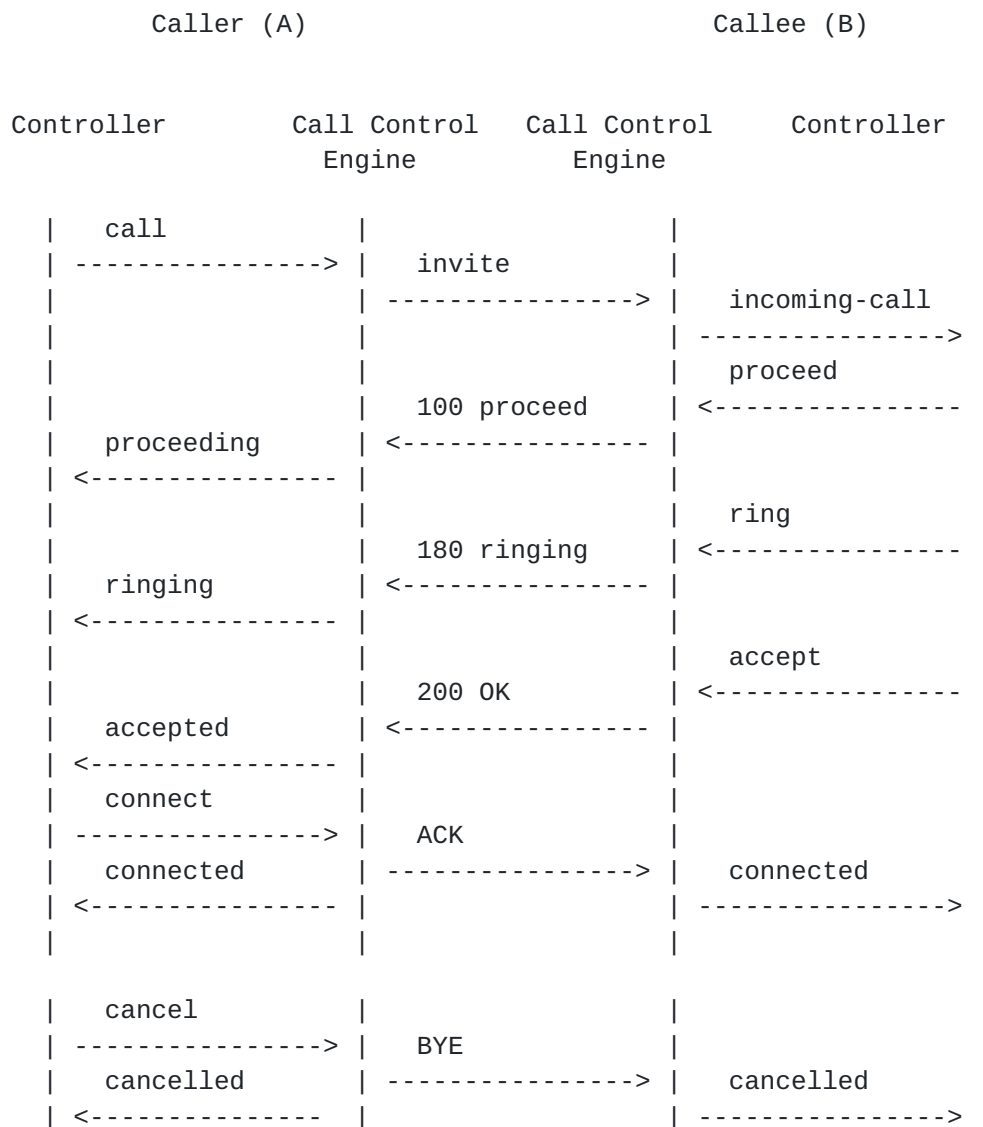 Caller (A)                          Callee (B)
Controller        Call Control   Call Control     Controller
                    Engine          Engine
  |   call            |                   |
  | ----------------> |   invite          |
  |                   | ----------------> |   incoming-call
  |                   |                   | ---------------->
  |                   |                   |   proceed
  |                   |   100 proceed     | <----------------
  |   proceeding      | <---------------- |
  | <---------------- |                   |
  |                   |                   |   ring
  |                   |   180 ringing     | <----------------
  |   ringing         | <---------------- |
  | <---------------- |                   |
  |                   |                   |   accept
  |                   |   200 OK          | <----------------
  |   accepted        | <---------------- |
  | <---------------- |                   |
  |   connect         |                   |
  | ----------------> |   ACK             |
  |   connected       | ----------------> |   connected
  | <---------------- |                   | ---------------->
  |                   |                   |
  |   cancel          |                   |
  | ----------------> |   BYE             |
  |   cancelled       | ----------------> |   cancelled
  | <---------------  |                   | ---------------->